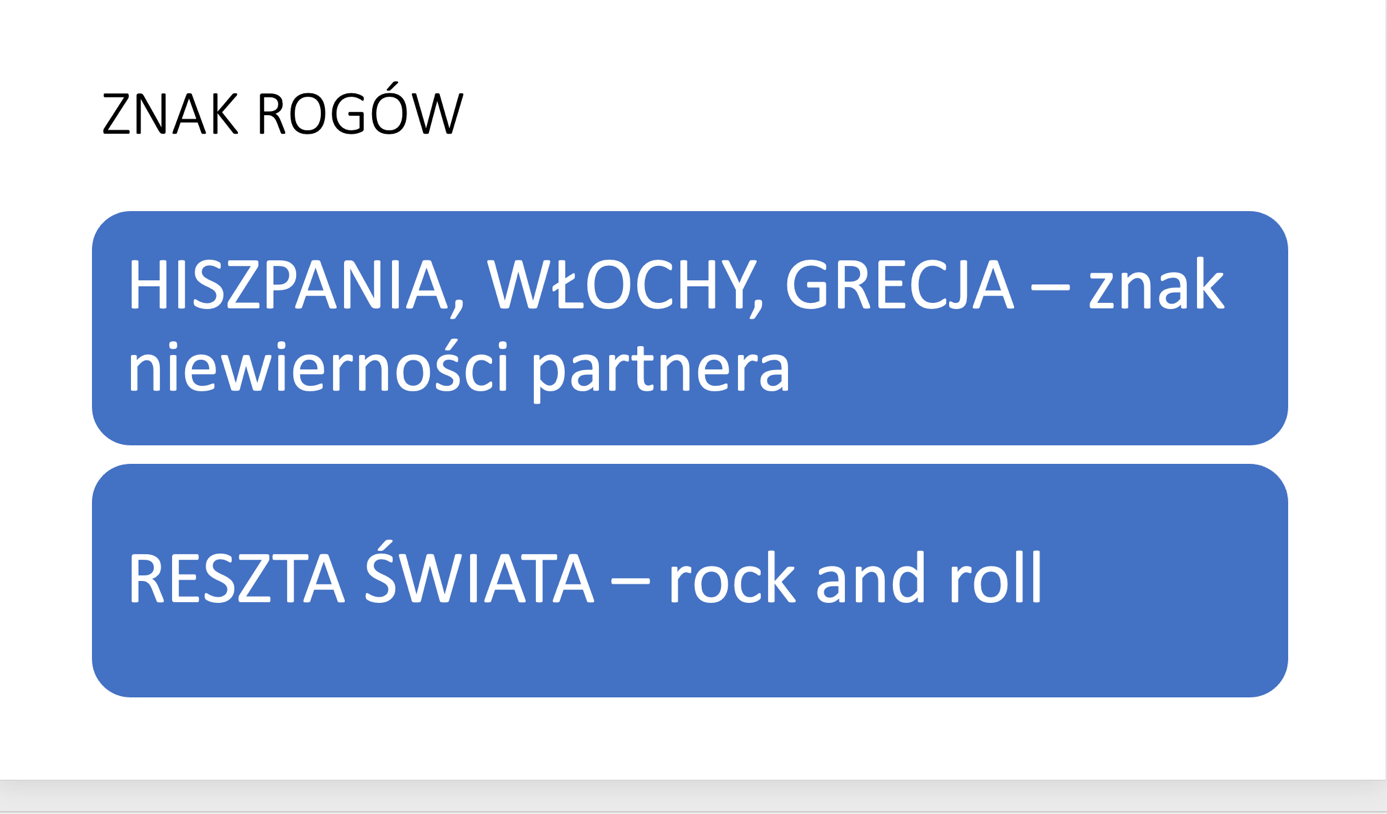 ZNAK ROGÓW
HISZPANIA, WŁOCHY, GRECJA – znak
niewierności partnera
RESZTA ŚWIATA – rock and roll